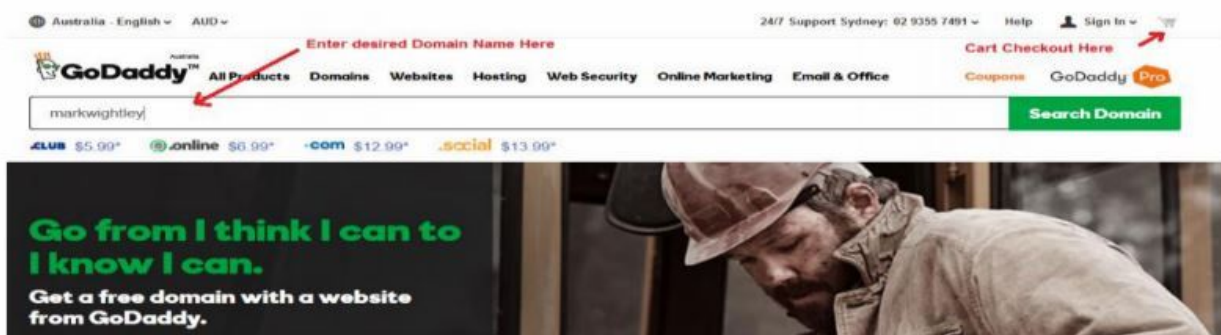 Australia - English AUD 24/7 Support Sydney: 02 9355 7491 Help Sign In
Enter desired Domain Name Here Cart Checkout Here
Australia
GoDaddy™ All Products Domains Websites Hosting Web Security Online Marketing Email & Office Coupons GoDaddy Pro
markwightley Search Domain
.CLUB $5.99* .online $6.99* .com $12.99* .social $13.99*
Go from I think I can to
I know I can.
Get a free domain with a website
from GoDaddy.